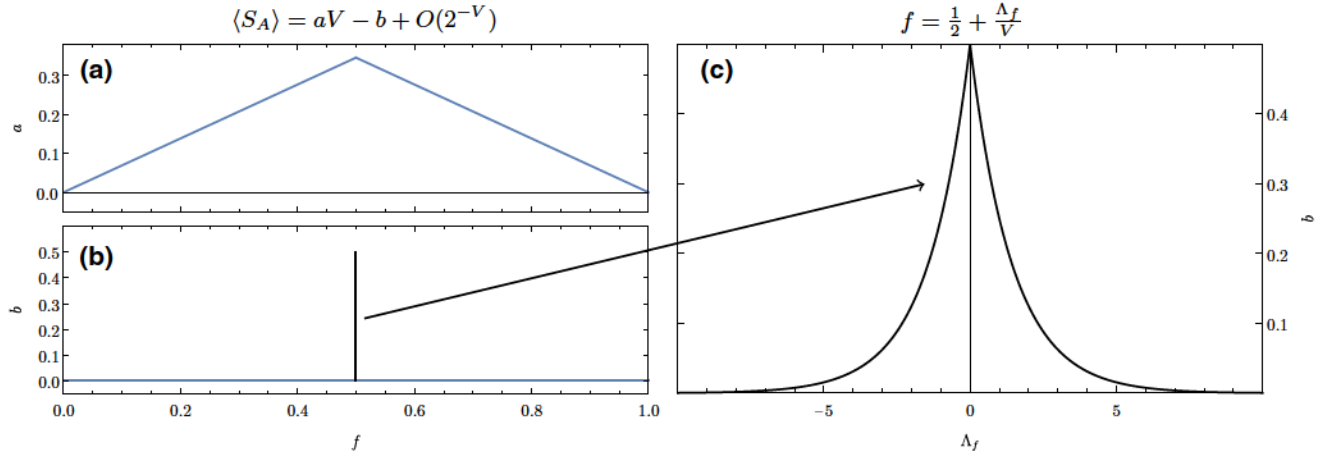 ⟨S_A⟩ = aV − b + O(2^{−V})
(a)
0.3
0.2
0.1
0.0
a
(b)
0.5
0.4
0.3
0.2
0.1
0.0
b
0.0 0.2 0.4 0.6 0.8 1.0
f
f = 1/2 + Λ_f/V
(c)
0.4
0.3
0.2
0.1
b
−5 0 5
Λ_f